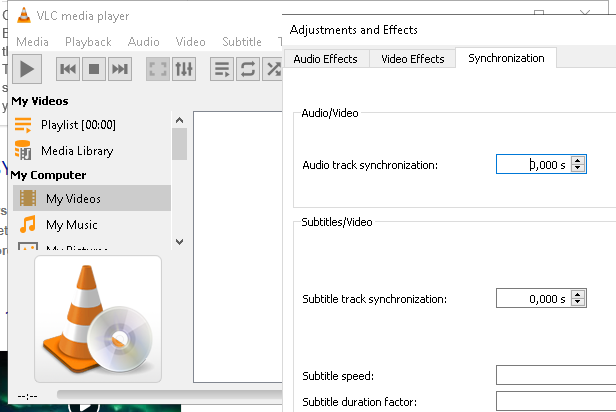 VLC media player
Media Playback Audio Video Subtitle T
My Videos
Playlist [00:00]
Media Library
My Computer
My Videos
My Music
My Pictures
--:--
Adjustments and Effects
Audio Effects Video Effects Synchronization
Audio/Video
Audio track synchronization: 0,000 s
Subtitles/Video
Subtitle track synchronization: 0,000 s
Subtitle speed:
Subtitle duration factor: